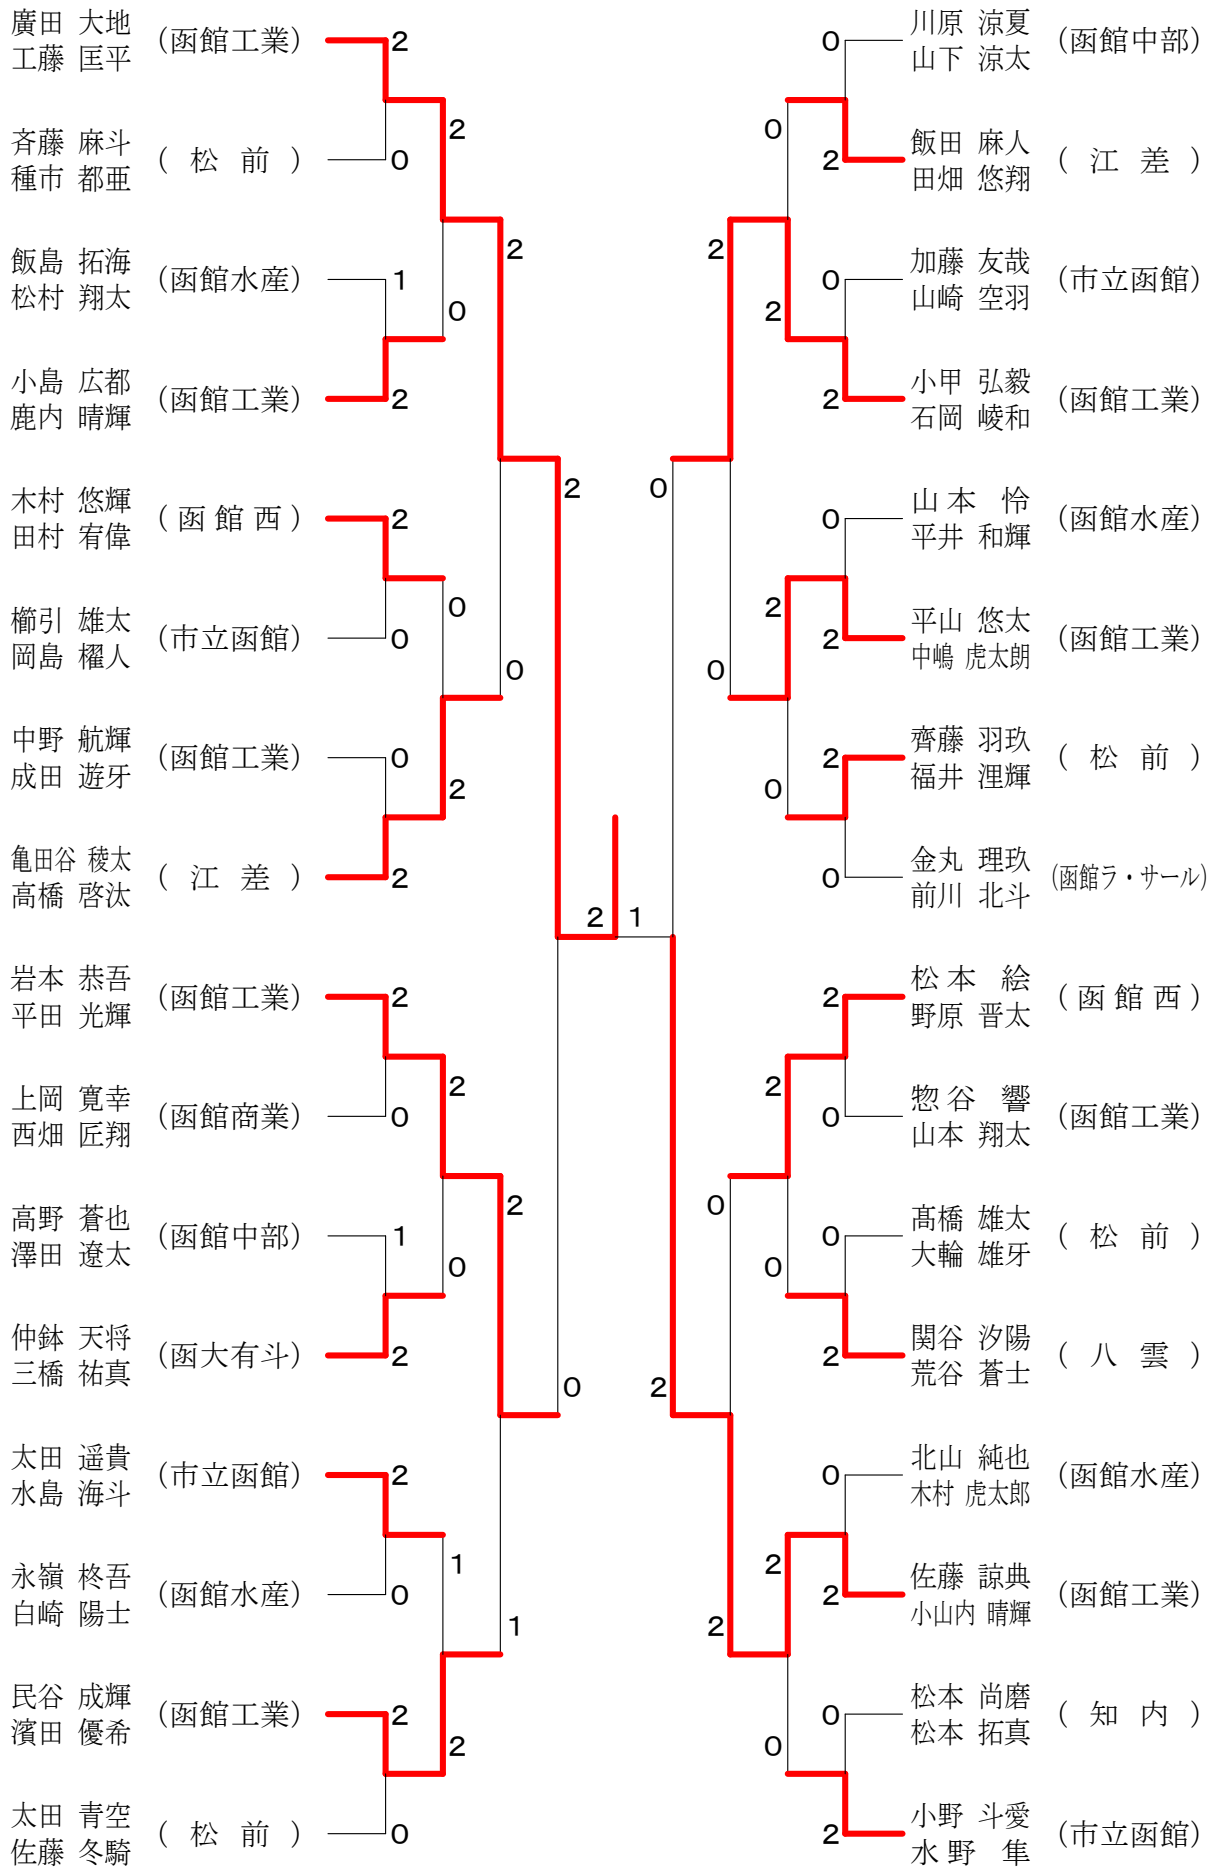 廣田 大地
工藤 匡平
(函館工業)
2
斉藤 麻斗
種市 都亜
(松前)
0
2
飯島 拓海
松村 翔太
(函館水産)
1
小島 広都
鹿内 晴輝
(函館工業)
2
0
2
木村 悠輝
田村 宥偉
(函館西)
2
櫛引 雄太
岡島 櫂人
(市立函館)
0
0
中野 航輝
成田 遊牙
(函館工業)
0
亀田谷 稜太
高橋 啓汰
(江差)
2
2
0
2
岩本 恭吾
平田 光輝
(函館工業)
2
上岡 寛幸
西畑 匠翔
(函館商業)
0
2
高野 蒼也
澤田 遼太
(函館中部)
1
仲鉢 天将
三橋 祐真
(函大有斗)
2
0
2
太田 遥貴
水島 海斗
(市立函館)
2
永嶺 柊吾
白崎 陽士
(函館水産)
0
1
民谷 成輝
濱田 優希
(函館工業)
2
太田 青空
佐藤 冬騎
(松前)
0
2
1
0
2
1
川原 涼夏
山下 涼太
(函館中部)
0
飯田 麻人
田畑 悠翔
(江差)
2
0
加藤 友哉
山崎 空羽
(市立函館)
0
小甲 弘毅
石岡 崚和
(函館工業)
2
2
2
山本 怜
平井 和輝
(函館水産)
0
平山 悠太
中嶋 虎太朗
(函館工業)
2
2
齊藤 羽玖
福井 浬輝
(松前)
2
金丸 理玖
前川 北斗
(函館ラ・サール)
0
0
0
0
松本 絵
野原 晋太
(函館西)
2
惣谷 響
山本 翔太
(函館工業)
0
2
髙橋 雄太
大輪 雄牙
(松前)
0
関谷 汐陽
荒谷 蒼士
(八雲)
2
0
0
北山 純也
木村 虎太郎
(函館水産)
0
佐藤 諒典
小山内 晴輝
(函館工業)
2
2
松本 尚磨
松本 拓真
(知内)
0
小野 斗愛
水野 隼
(市立函館)
2
0
2
2